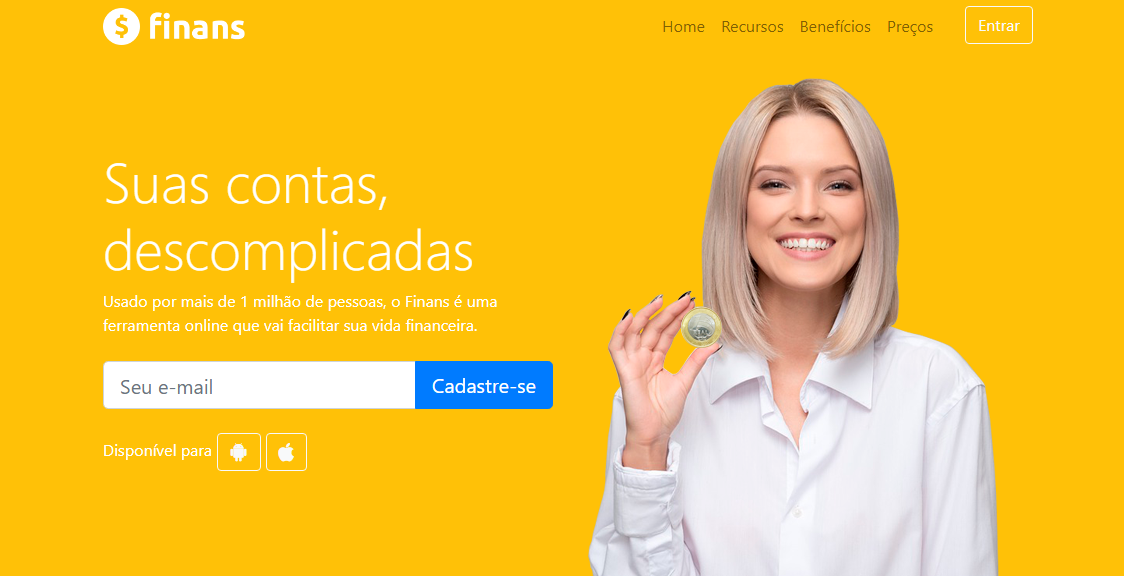 $ finans
Home Recursos Benefícios Preços Entrar
Suas contas,
descomplicadas
Usado por mais de 1 milhão de pessoas, o Finans é uma
ferramenta online que vai facilitar sua vida financeira.
Seu e-mail Cadastre-se
Disponível para